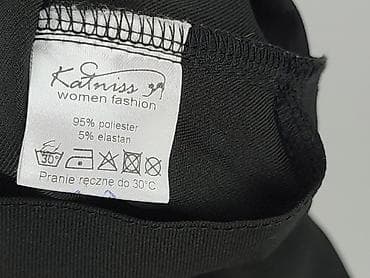 Katniss
women fashion
95% poliester
5% elastan
30°
Pranie ręczne do 30°C